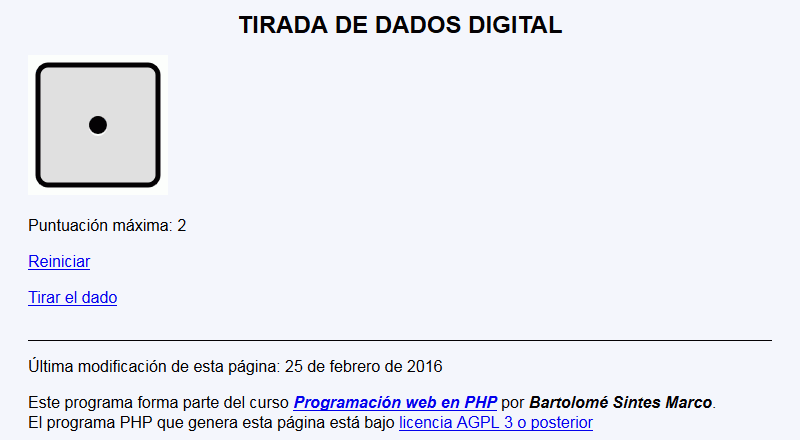 TIRADA DE DADOS DIGITAL
Puntuación máxima: 2
Reiniciar
Tirar el dado
Última modificación de esta página: 25 de febrero de 2016
Este programa forma parte del curso Programación web en PHP por Bartolomé Sintes Marco.
El programa PHP que genera esta página está bajo licencia AGPL 3 o posterior